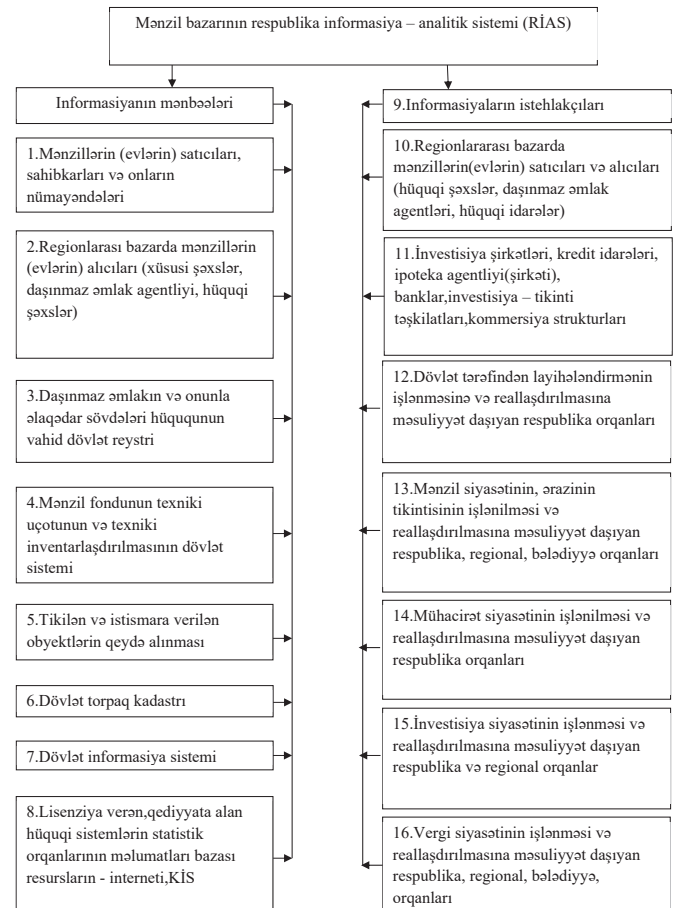 Mənzil bazarının respublika informasiya – analitik sistemi (RİAS)
Informasiyanın mənbəələri
1.Mənzillərin (evlərin) satıcıları,
sahibkarları və onların
nümayəndələri
2.Regionlarası bazarda mənzillərin
(evlərin) alıcıları (xüsusi şəxslər,
daşınmaz əmlak agentliyi, hüquqi
şəxslər)
3.Daşınmaz əmlakın və onunla
əlaqədar sövdələri hüququnun
vahid dövlət reystri
4.Mənzil fondunun texniki
uçotunun və texniki
inventarlaşdırılmasının dövlət
sistemi
5.Tikilən və istismara verilən
obyektlərin qeydə alınması
6.Dövlət torpaq kadastrı
7.Dövlət informasiya sistemi
8.Lisenziya verən,qediyyata alan
hüquqi sistemlərin statistik
orqanlarının məlumatları bazası
resursların - interneti,KİS
9.Informasiyaların istehlakçıları
10.Regionlararası bazarda
mənzillərin(evlərin) satıcıları və alıcıları
(hüquqi şəxslər, daşınmaz əmlak
agentləri, hüquqi idarələr)
11.İnvestisiya şirkətləri, kredit idarələri,
ipoteka agentliyi(şirkəti),
banklar,investisiya – tikinti
təşkilatları,kommersiya strukturları
12.Dövlət tərəfindən layihələndirmənin
işlənməsinə və reallaşdırılmasına
məsuliyyət daşıyan respublika orqanları
13.Mənzil siyasətinin, ərazinin
tikintisinin işlənilməsi və
reallaşdırılmasına məsuliyyət daşıyan
respublika, regional, bələdiyyə orqanları
14.Mühacirət siyasətinin işlənilməsi və
reallaşdırılmasına məsuliyyət daşıyan
respublika orqanları
15.İnvestisiya siyasətinin işlənməsi və
reallaşdırılmasına məsuliyyət daşıyan
respublika və regional orqanlar
16.Vergi siyasətinin işlənməsi və
reallaşdırılmasına məsuliyyət daşıyan
respublika, regional, bələdiyyə,
orqanları